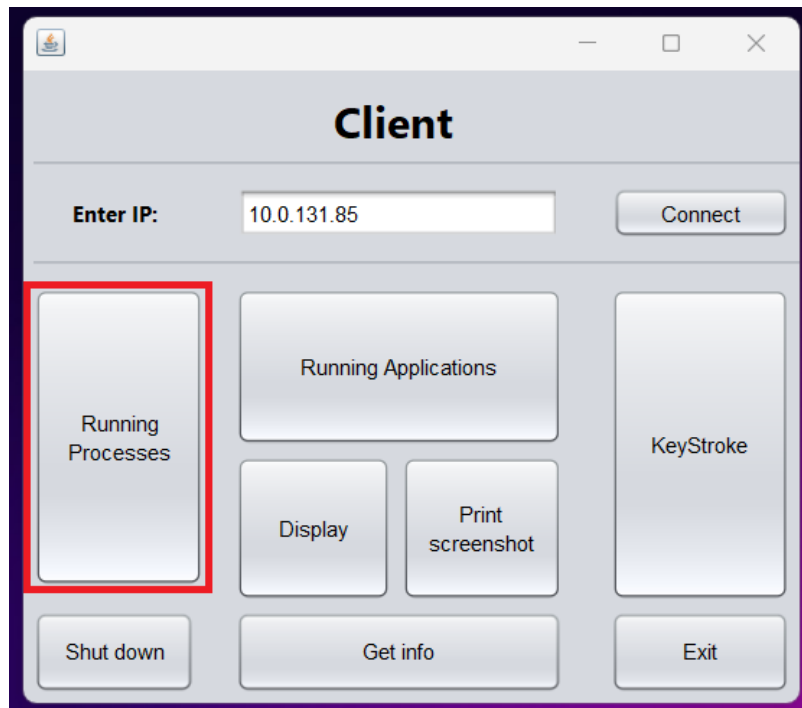 Client
Enter IP:
10.0.131.85
Connect
Running
Processes
Running Applications
KeyStroke
Display
Print
screenshot
Shut down
Get info
Exit